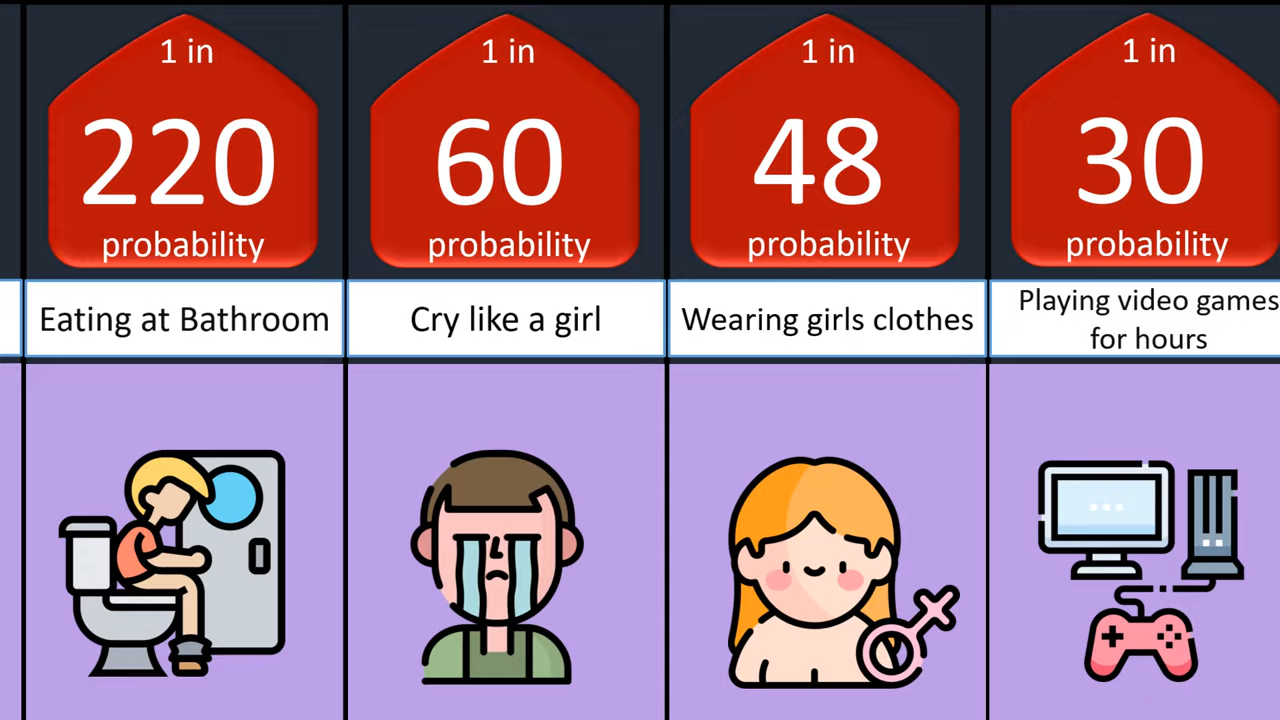 1 in
220
probability
Eating at Bathroom
1 in
60
probability
Cry like a girl
1 in
48
probability
Wearing girls clothes
1 in
30
probability
Playing video games
for hours